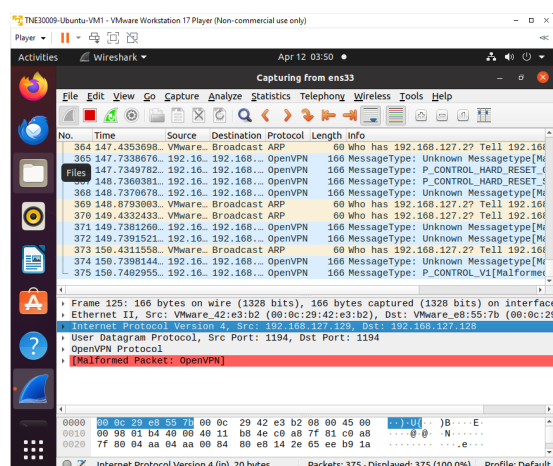 TNE30009-Ubuntu-VM1 - VMware Workstation 17 Player (Non-commercial use only)
Player
Activities Wireshark Apr 12 03:50
Capturing from ens33
File Edit View Go Capture Analyze Statistics Telephony Wireless Tools Help
No. Time Source Destination Protocol Length Info
364 147.4353698… VMware… Broadcast ARP 60 Who has 192.168.127.2? Tell 192.168
365 147.7338676… 192.16… 192.168.… OpenVPN 166 MessageType: Unknown Messagetype[Ma
147.7349782… 192.16… 192.168.… OpenVPN 166 MessageType: P_CONTROL_HARD_RESET_
Files
148.7360381… 192.16… 192.168.… OpenVPN 166 MessageType: P_CONTROL_HARD_RESET_
368 148.7370678… 192.16… 192.168.… OpenVPN 166 MessageType: Unknown Messagetype[Ma
369 148.8793003… VMware… Broadcast ARP 60 Who has 192.168.127.2? Tell 192.168
370 149.4332433… VMware… Broadcast ARP 60 Who has 192.168.127.2? Tell 192.168
371 149.7381260… 192.16… 192.168.… OpenVPN 166 MessageType: Unknown Messagetype[Ma
372 149.7391521… 192.16… 192.168.… OpenVPN 166 MessageType: Unknown Messagetype[Ma
373 150.4311558… VMware… Broadcast ARP 60 Who has 192.168.127.2? Tell 192.168
374 150.7398144… 192.16… 192.168.… OpenVPN 166 MessageType: Unknown Messagetype[Ma
375 150.7402955… 192.16… 192.168.… OpenVPN 166 MessageType: P_CONTROL_V1[Malformed
Frame 125: 166 bytes on wire (1328 bits), 166 bytes captured (1328 bits) on interface
Ethernet II, Src: VMware_42:e3:b2 (00:0c:29:42:e3:b2), Dst: VMware_e8:55:7b (00:0c:29
Internet Protocol Version 4, Src: 192.168.127.129, Dst: 192.168.127.128
User Datagram Protocol, Src Port: 1194, Dst Port: 1194
OpenVPN Protocol
[Malformed Packet: OpenVPN]
0000 00 0c 29 e8 55 7b 00 0c 29 42 e3 b2 08 00 45 00 ··)·U{·· )B····E·
0010 00 98 01 b4 40 00 40 11 b8 4e c0 a8 7f 81 c0 a8 ····@·@· ·N······
0020 7f 80 04 aa 04 aa 00 84 80 e8 14 2e 65 ee b9 1a ········ ···.e···
Internet Protocol Version 4 (ip), 20 bytes Packets: 375 · Displayed: 375 (100.0%) Profile: Default